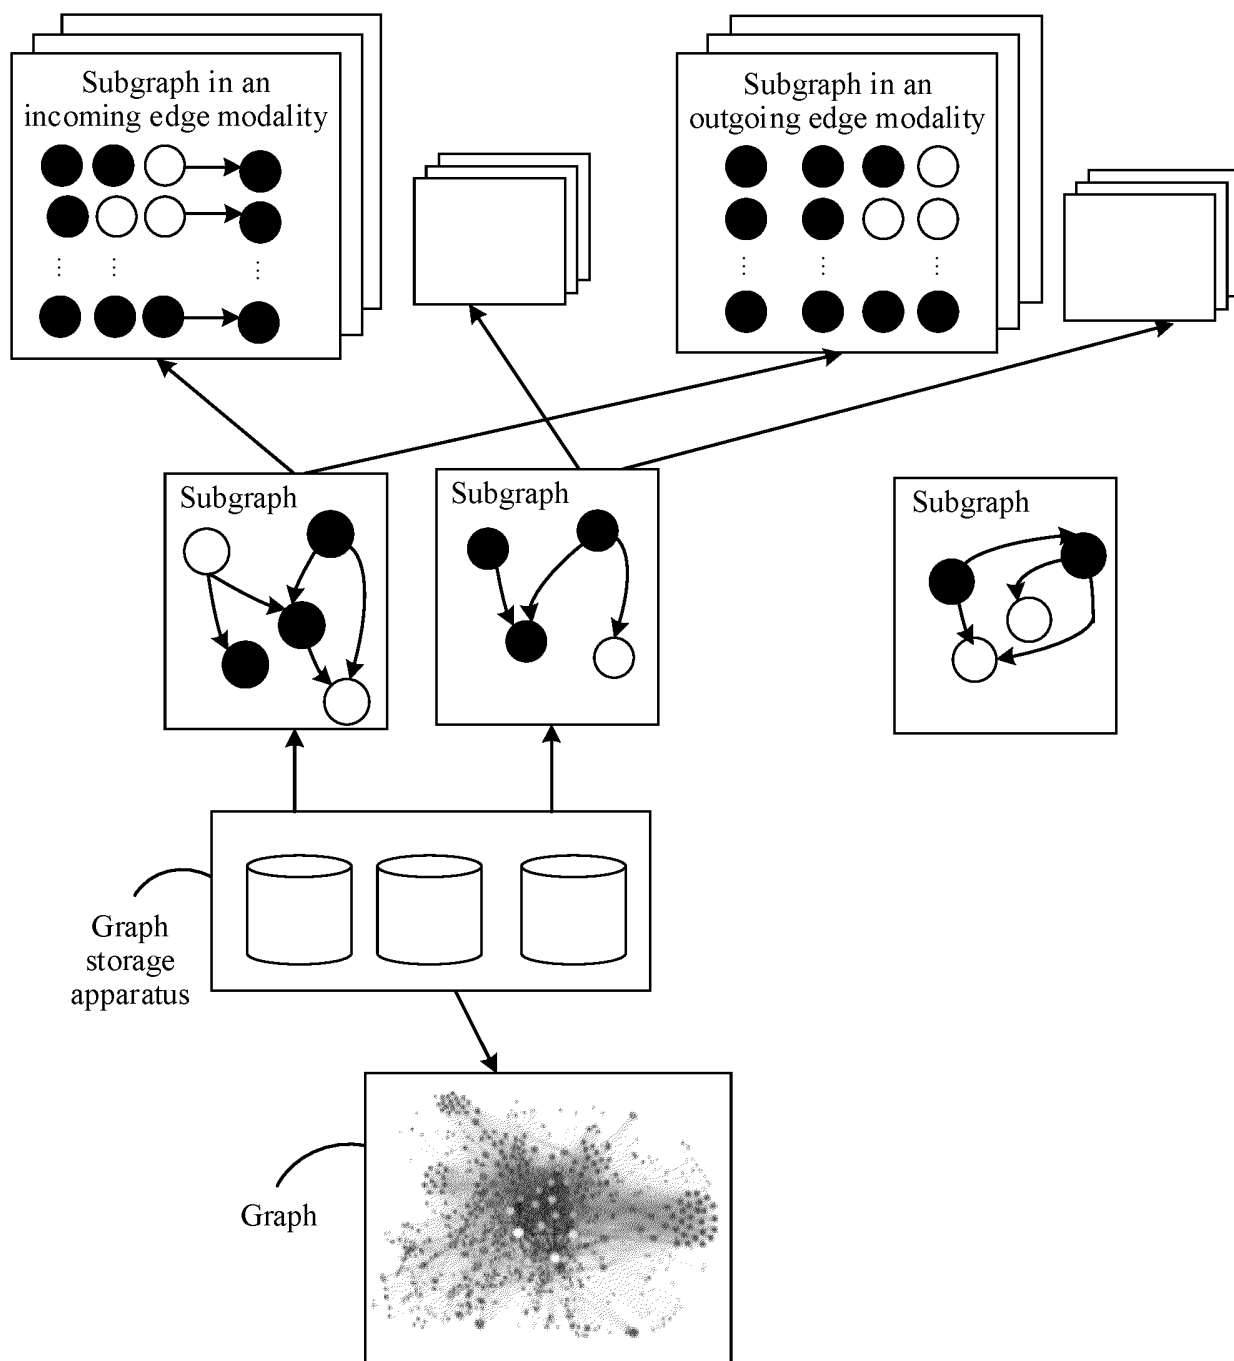 Subgraph in an
incoming edge modality
Subgraph in an
outgoing edge modality
Subgraph
Subgraph
Subgraph
Graph
storage
apparatus
Graph